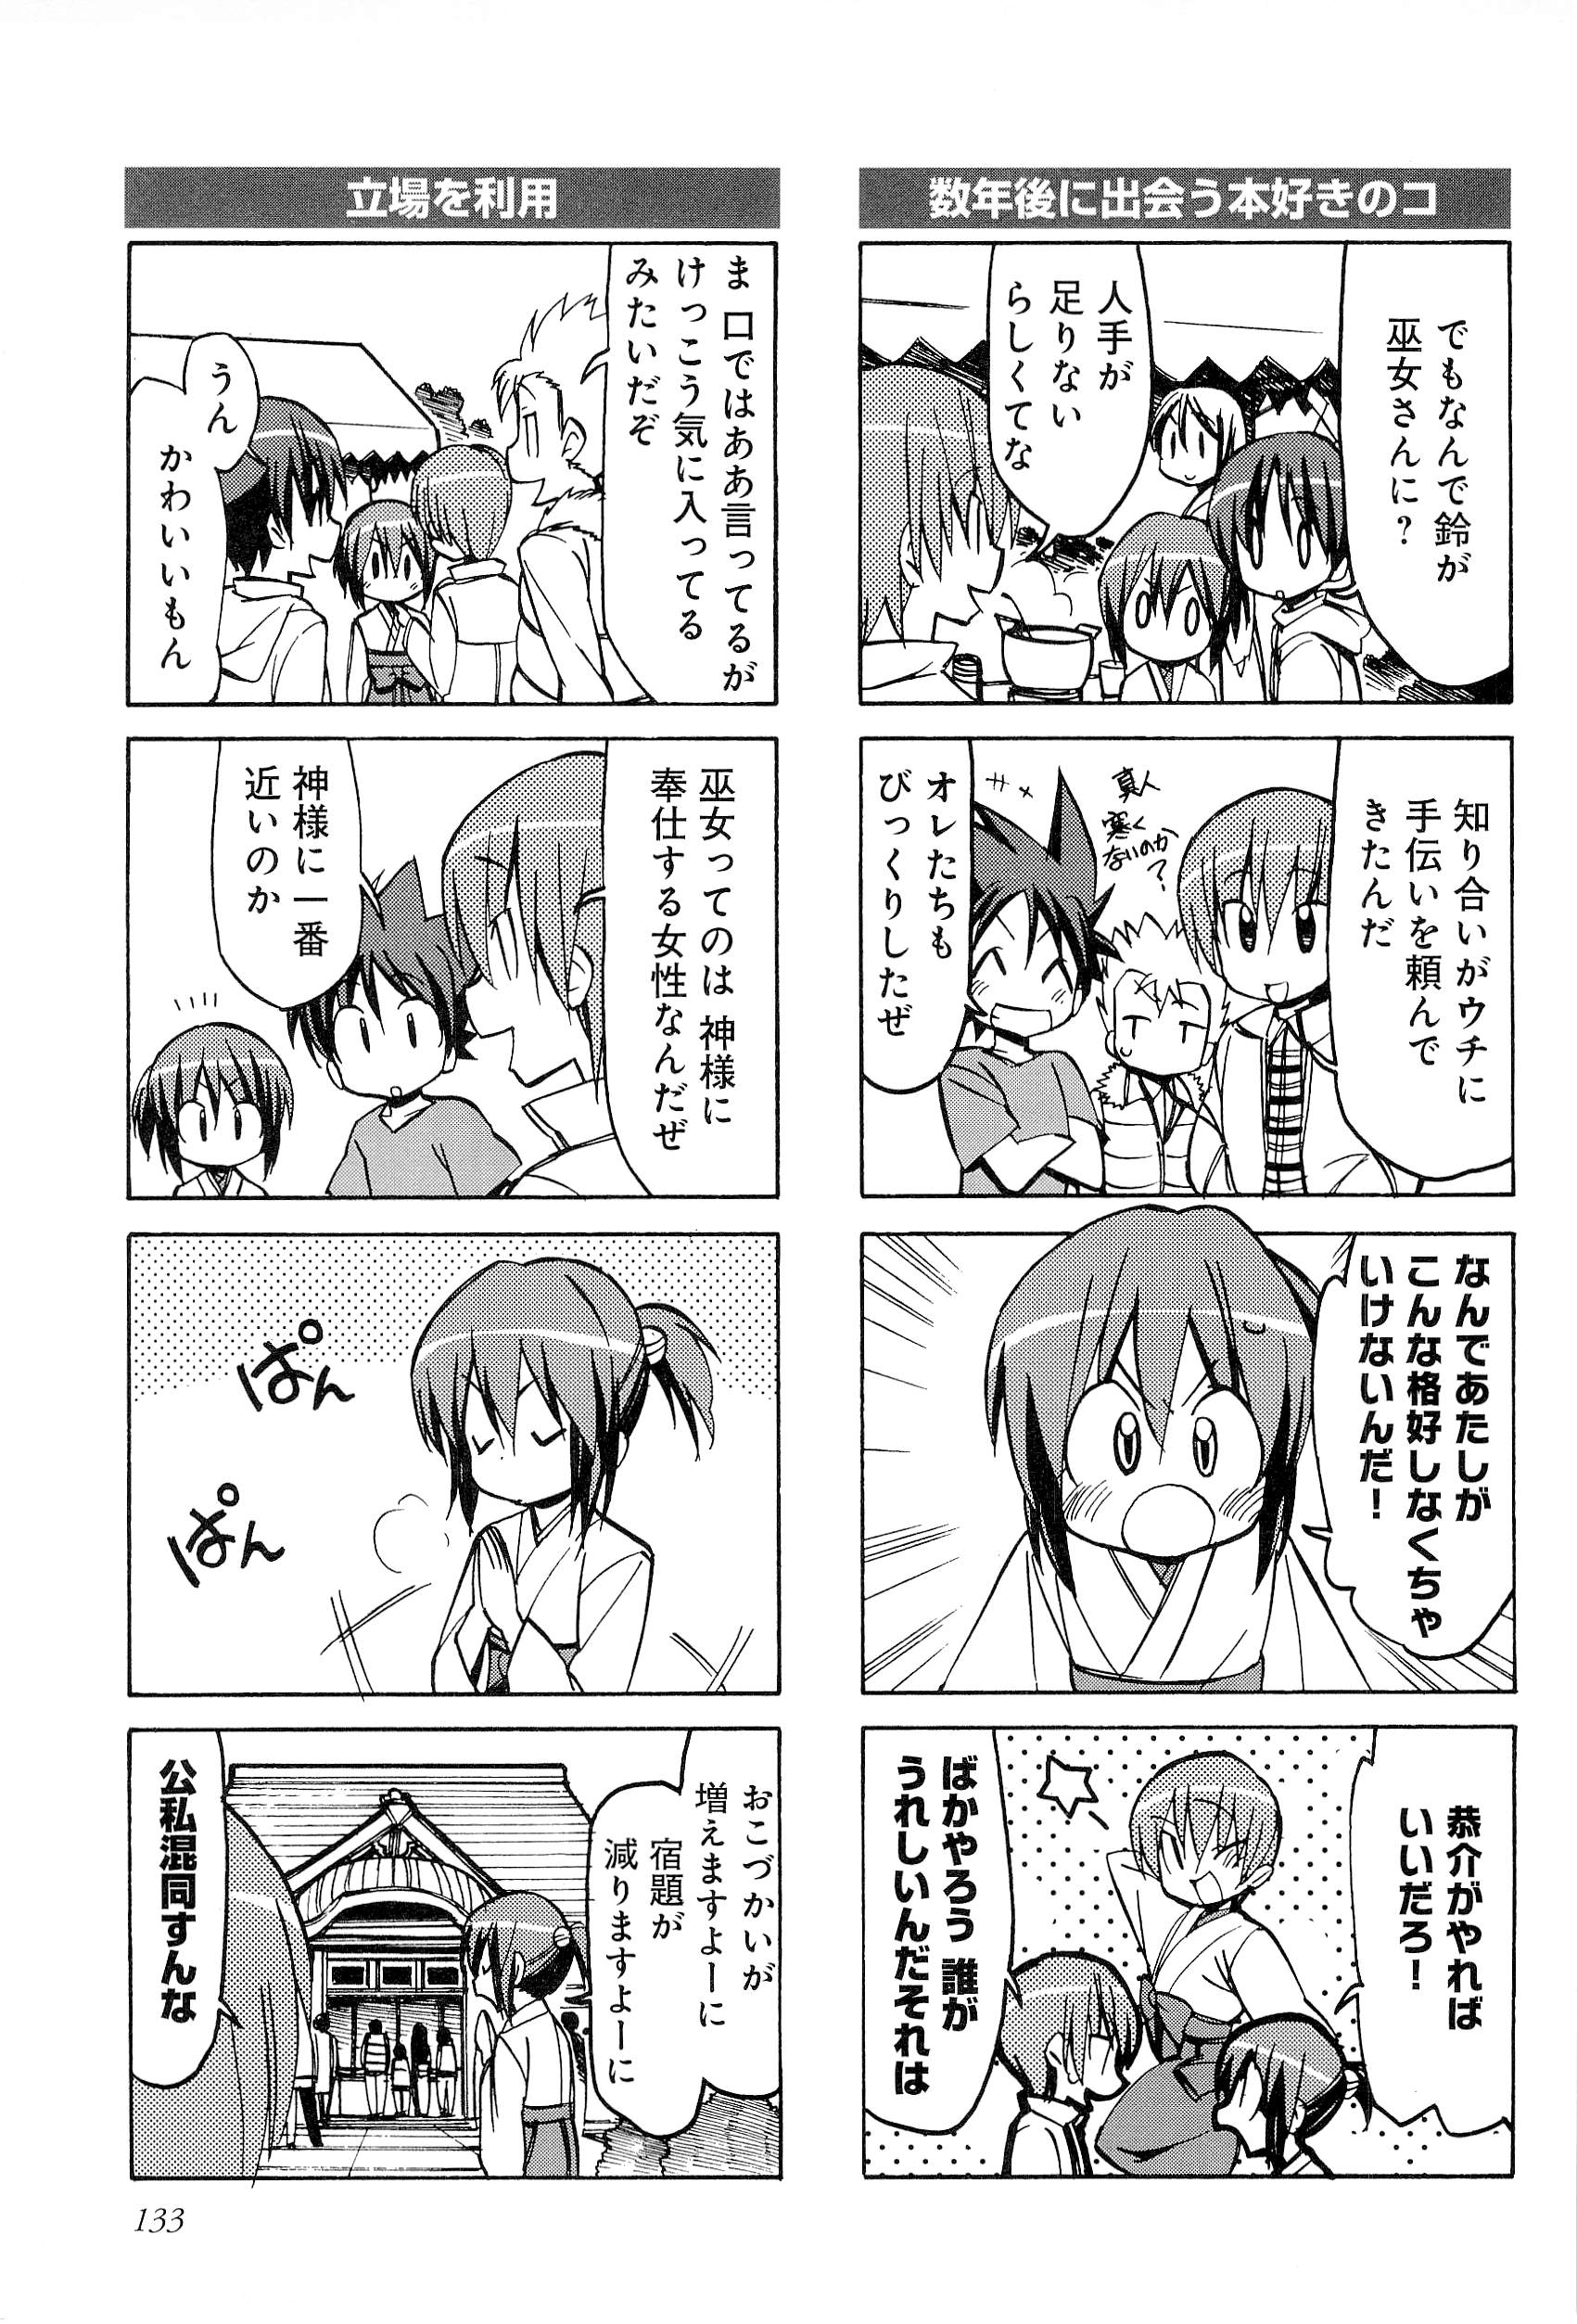 数年後に出会う本好きのコ
でもなんで鈴が
巫女さんに?
人手が
足りない
らしくてな
知り合いがウチに
手伝いを頼んで
きたんだ
真人
寒く
ないのか?
オレたちも
びっくりしたぜ
なんであたしが
こんな格好しなくちゃ
いけないんだ!
恭介がやれば
いいだろ!
ばかやろう 誰が
うれしいんだそれは
立場を利用
ま 口ではああ言ってるが
けっこう気に入ってる
みたいだぞ
うん
かわいいもん
巫女ってのは 神様に
奉仕する女性なんだぜ
神様に一番
近いのか
ぱん
ぱん
おこづかいが
増えますよーに
宿題が
減りますよーに
公私混同すんな
133